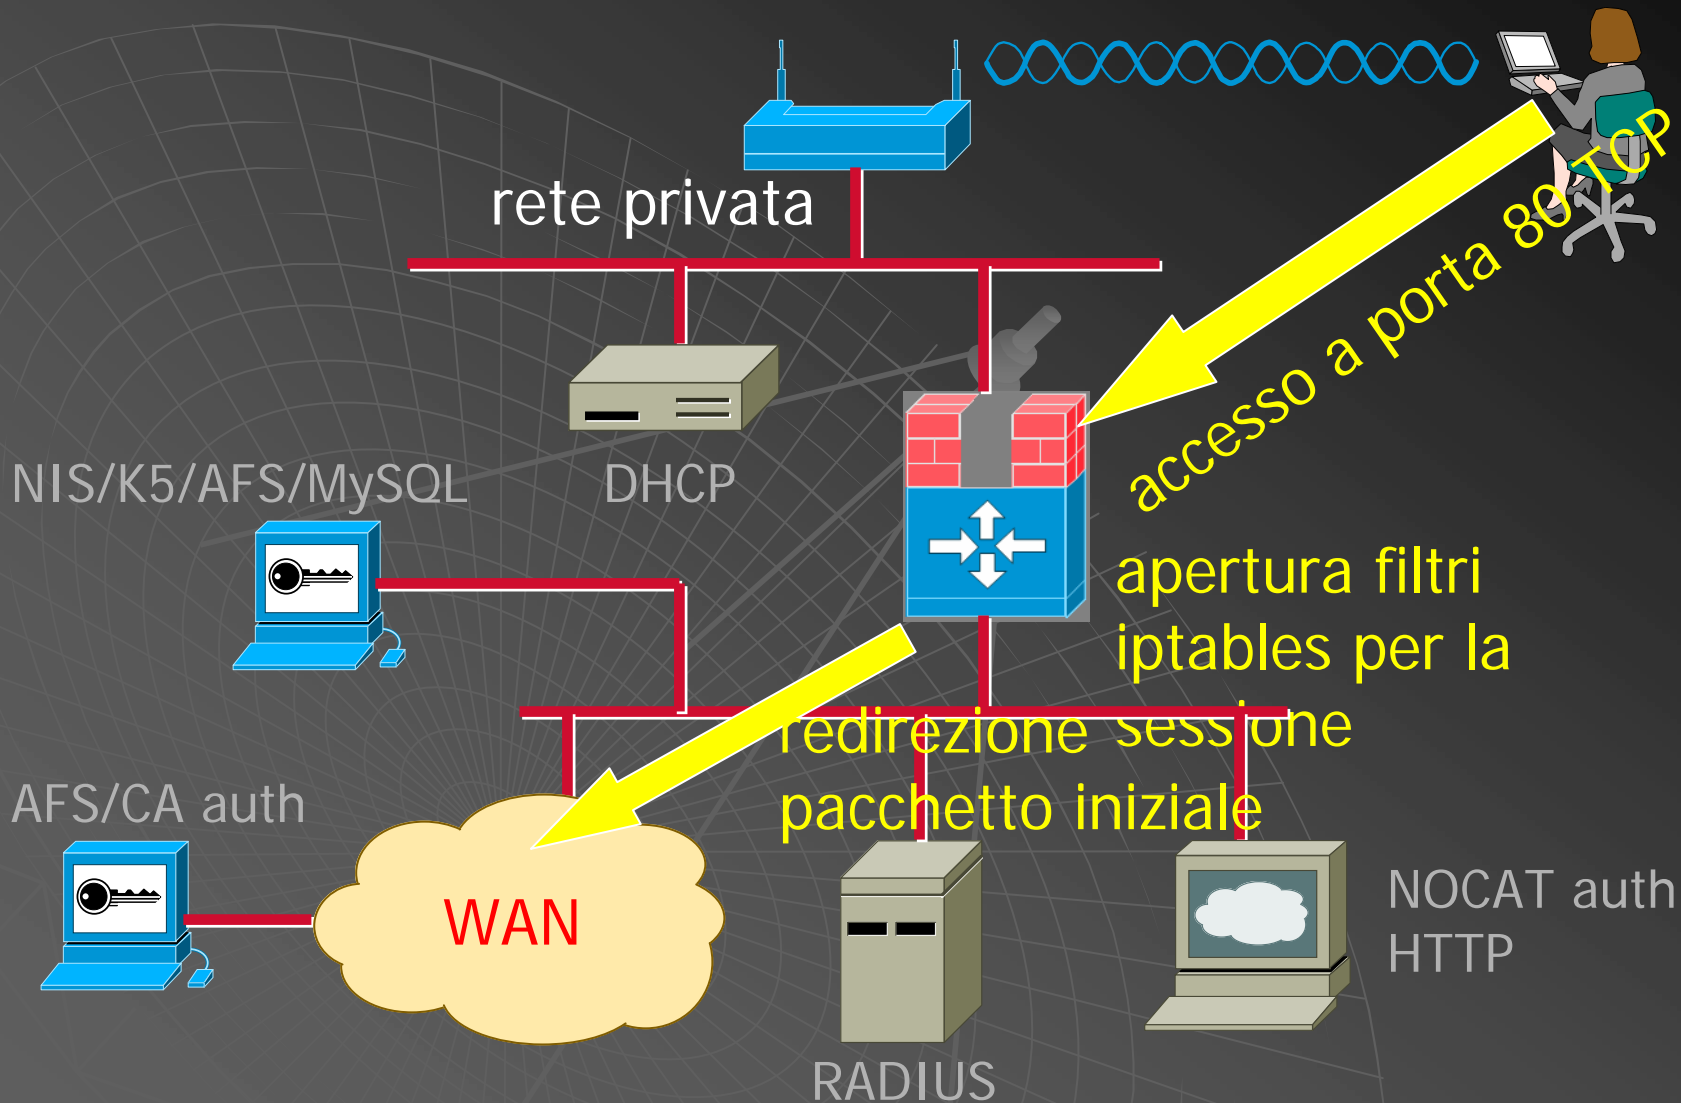 rete privata
accesso a porta 80 TCP
NIS/K5/AFS/MySQL
DHCP
apertura filtri
iptables per la
sessione
redirezione
pacchetto iniziale
AFS/CA auth
WAN
NOCAT auth
HTTP
RADIUS